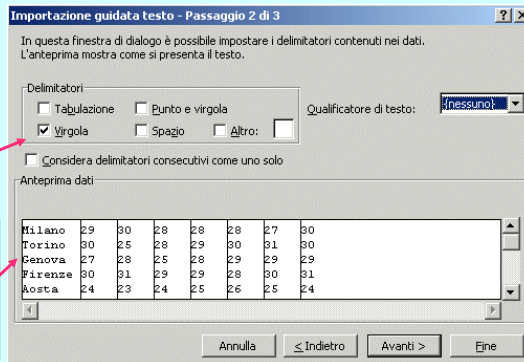 Importazione guidata testo - Passaggio 2 di 3
In questa finestra di dialogo è possibile impostare i delimitatori contenuti nei dati.
L'anteprima mostra come si presenta il testo.
Delimitatori
Tabulazione Punto e virgola Qualificatore di testo: {nessuno}
Virgola Spazio Altro:
Considera delimitatori consecutivi come uno solo
Anteprima dati
Milano 29 30 28 28 28 27 30
Torino 30 25 28 29 30 31 30
Genova 27 28 25 28 29 29 29
Firenze 30 31 29 29 28 30 31
Aosta 24 23 24 25 26 25 24
Annulla < Indietro Avanti > Fine